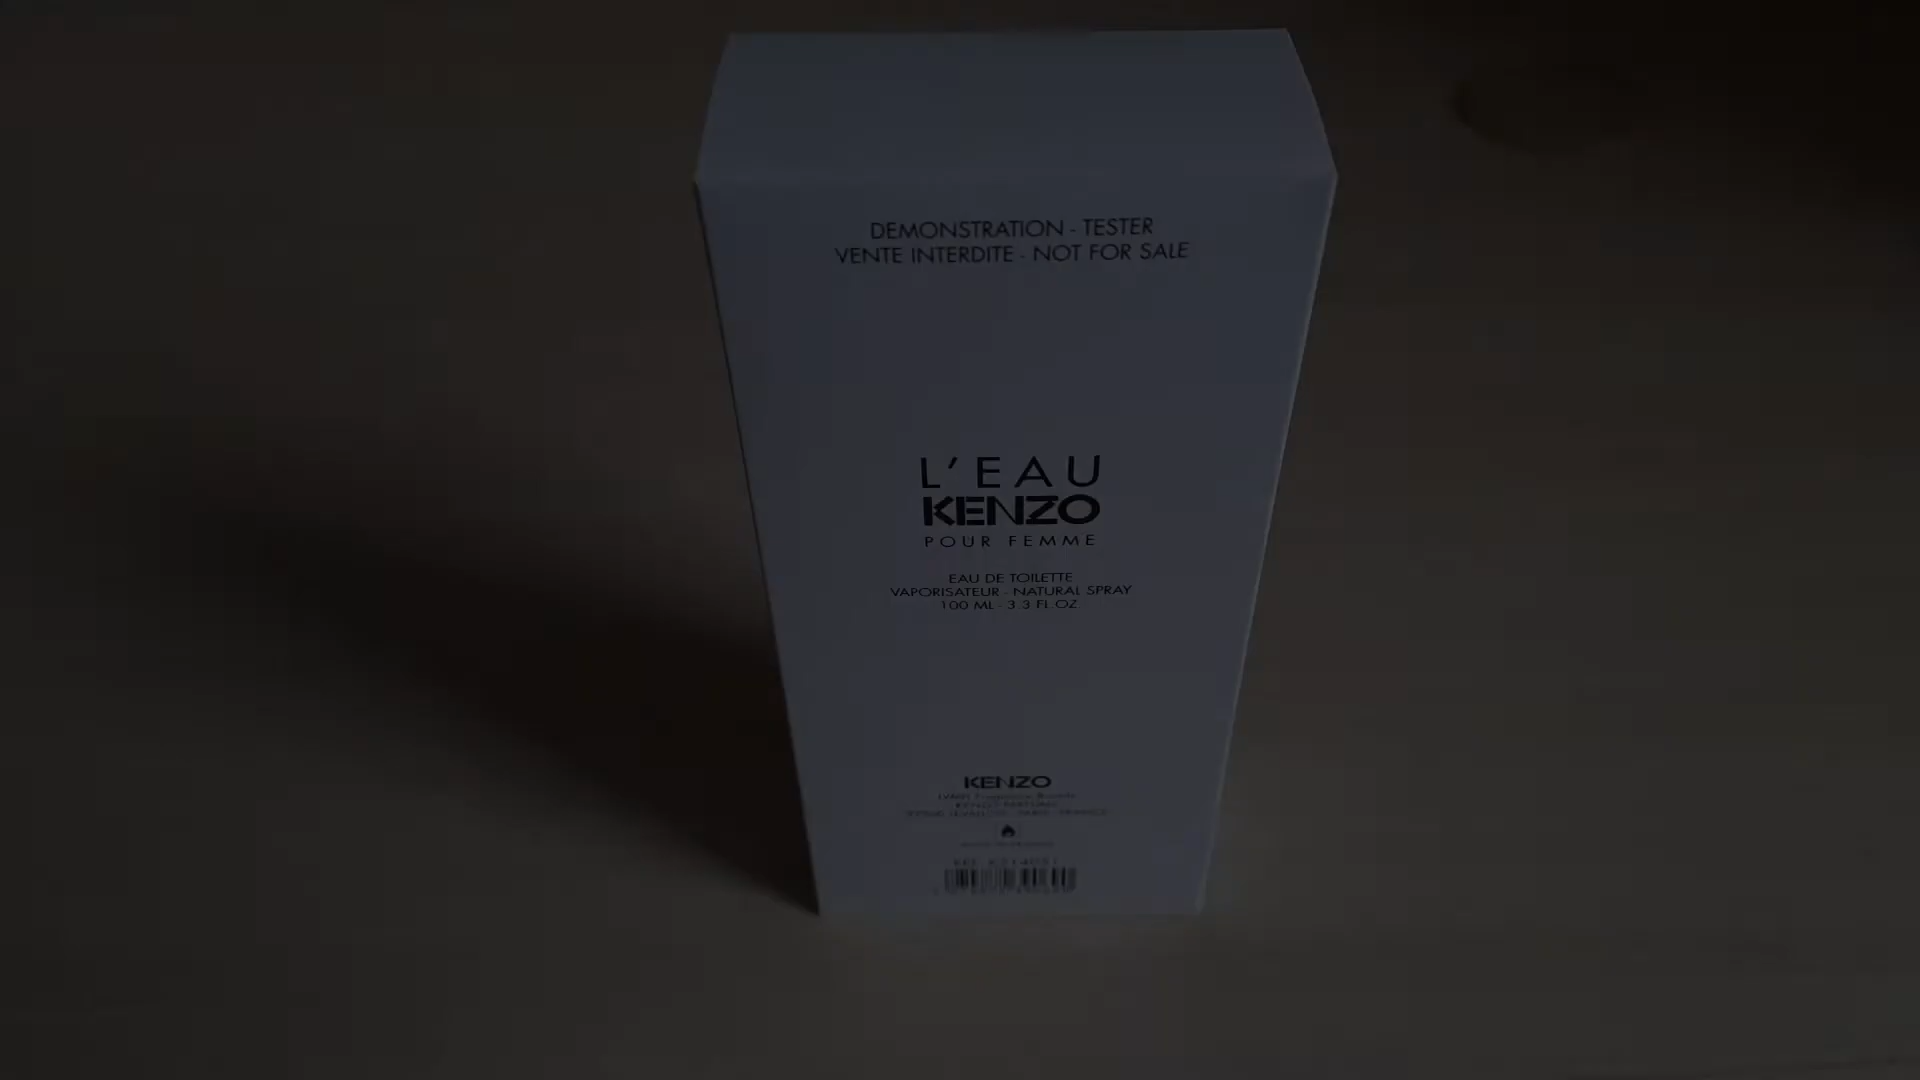 DEMONSTRATION - TESTER
VENTE INTERDITE - NOT FOR SALE
L'EAU
KENZO
POUR FEMME
EAU DE TOILETTE
VAPORISATEUR - NATURAL SPRAY
100 ML - 3.3 FL.OZ
KENZO